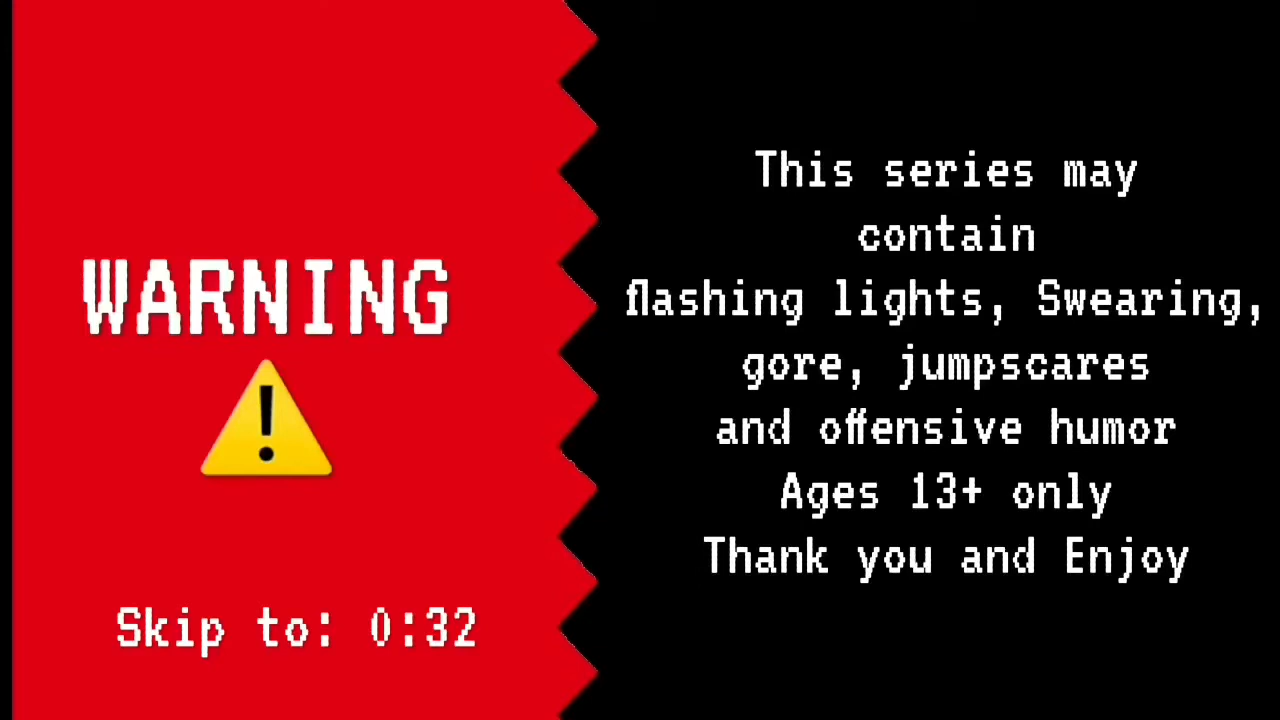 WARNING
Skip to: 0:32
This series may
contain
flashing lights, Swearing,
gore, jumpscares
and offensive humor
Ages 13+ only
Thank you and Enjoy